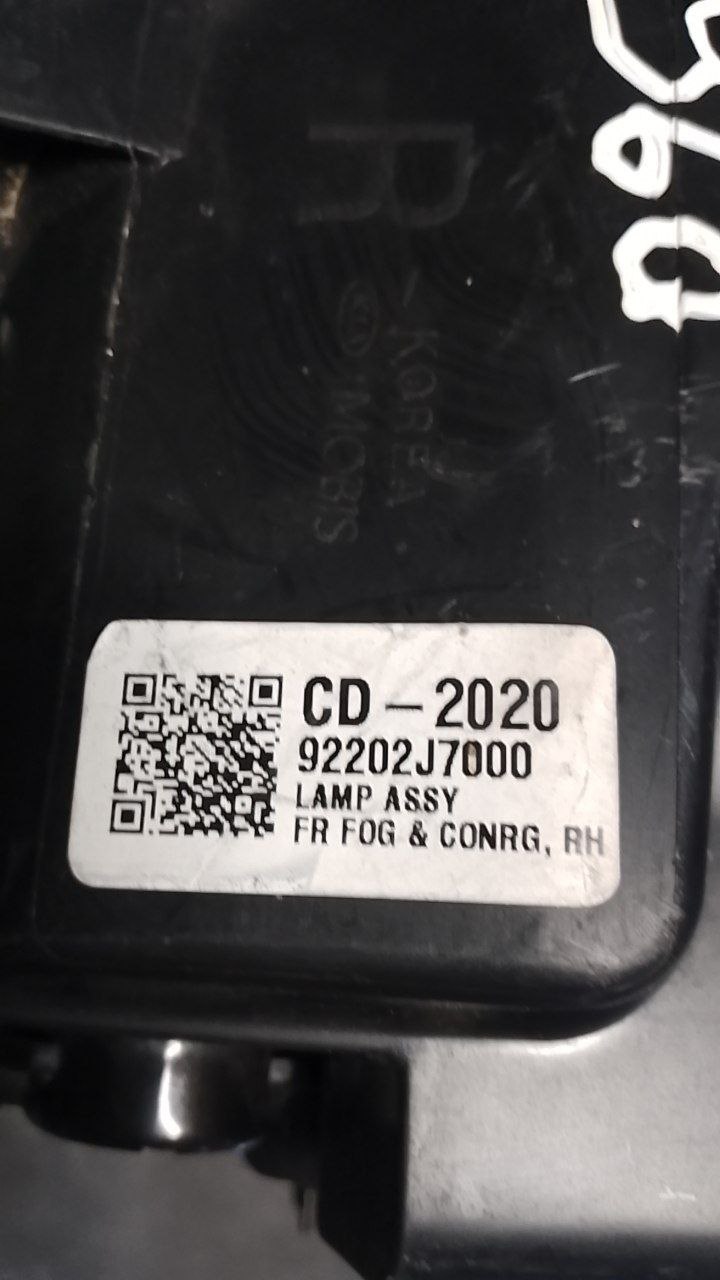 R
KOREA
MOBIS
CD-2020
92202J7000
LAMP ASSY
FR FOG & CONRG, RH